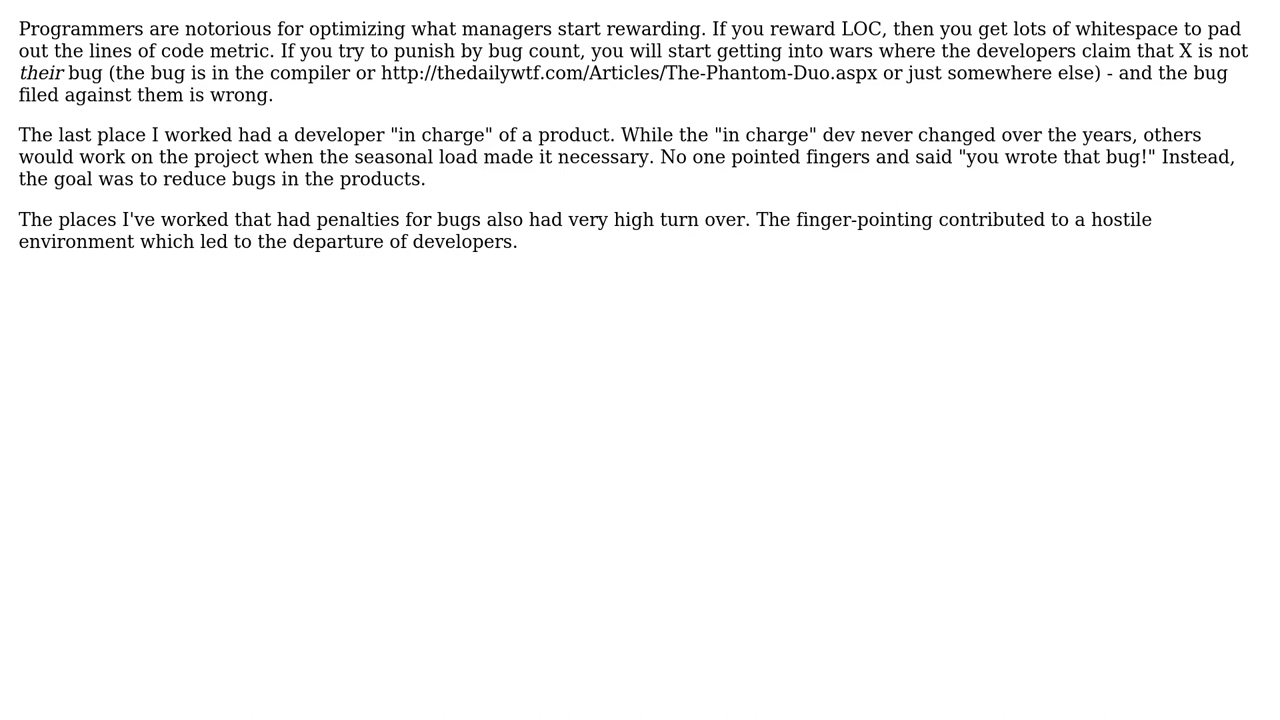 Programmers are notorious for optimizing what managers start rewarding. If you reward LOC, then you get lots of whitespace to pad
out the lines of code metric. If you try to punish by bug count, you will start getting into wars where the developers claim that X is not
their bug (the bug is in the compiler or http://thedailywtf.com/Articles/The-Phantom-Duo.aspx or just somewhere else) - and the bug
filed against them is wrong.
The last place I worked had a developer "in charge" of a product. While the "in charge" dev never changed over the years, others
would work on the project when the seasonal load made it necessary. No one pointed fingers and said "you wrote that bug!" Instead,
the goal was to reduce bugs in the products.
The places I've worked that had penalties for bugs also had very high turn over. The finger-pointing contributed to a hostile
environment which led to the departure of developers.